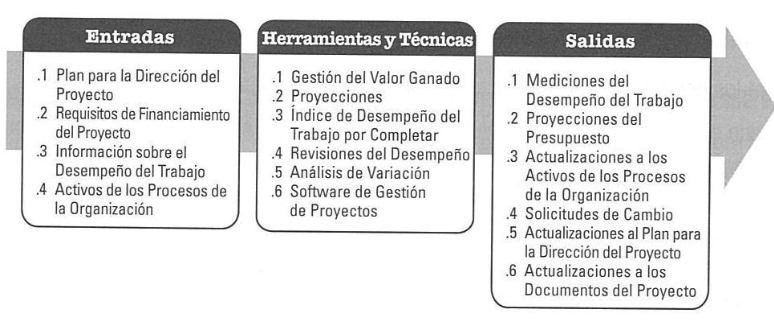 Entradas
.1 Plan para la Dirección del
Proyecto
.2 Requisitos de Financiamiento
del Proyecto
.3 Información sobre el
Desempeño del Trabajo
.4 Activos de los Procesos de
la Organización
Herramientas y Técnicas
.1 Gestión del Valor Ganado
.2 Proyecciones
.3 Índice de Desempeño del
Trabajo por Completar
.4 Revisiones del Desempeño
.5 Análisis de Variación
.6 Software de Gestión
de Proyectos
Salidas
.1 Mediciones del
Desempeño del Trabajo
.2 Proyecciones del
Presupuesto
.3 Actualizaciones a los
Activos de los Procesos
de la Organización
.4 Solicitudes de Cambio
.5 Actualizaciones al Plan para
la Dirección del Proyecto
.6 Actualizaciones a los
Documentos del Proyecto